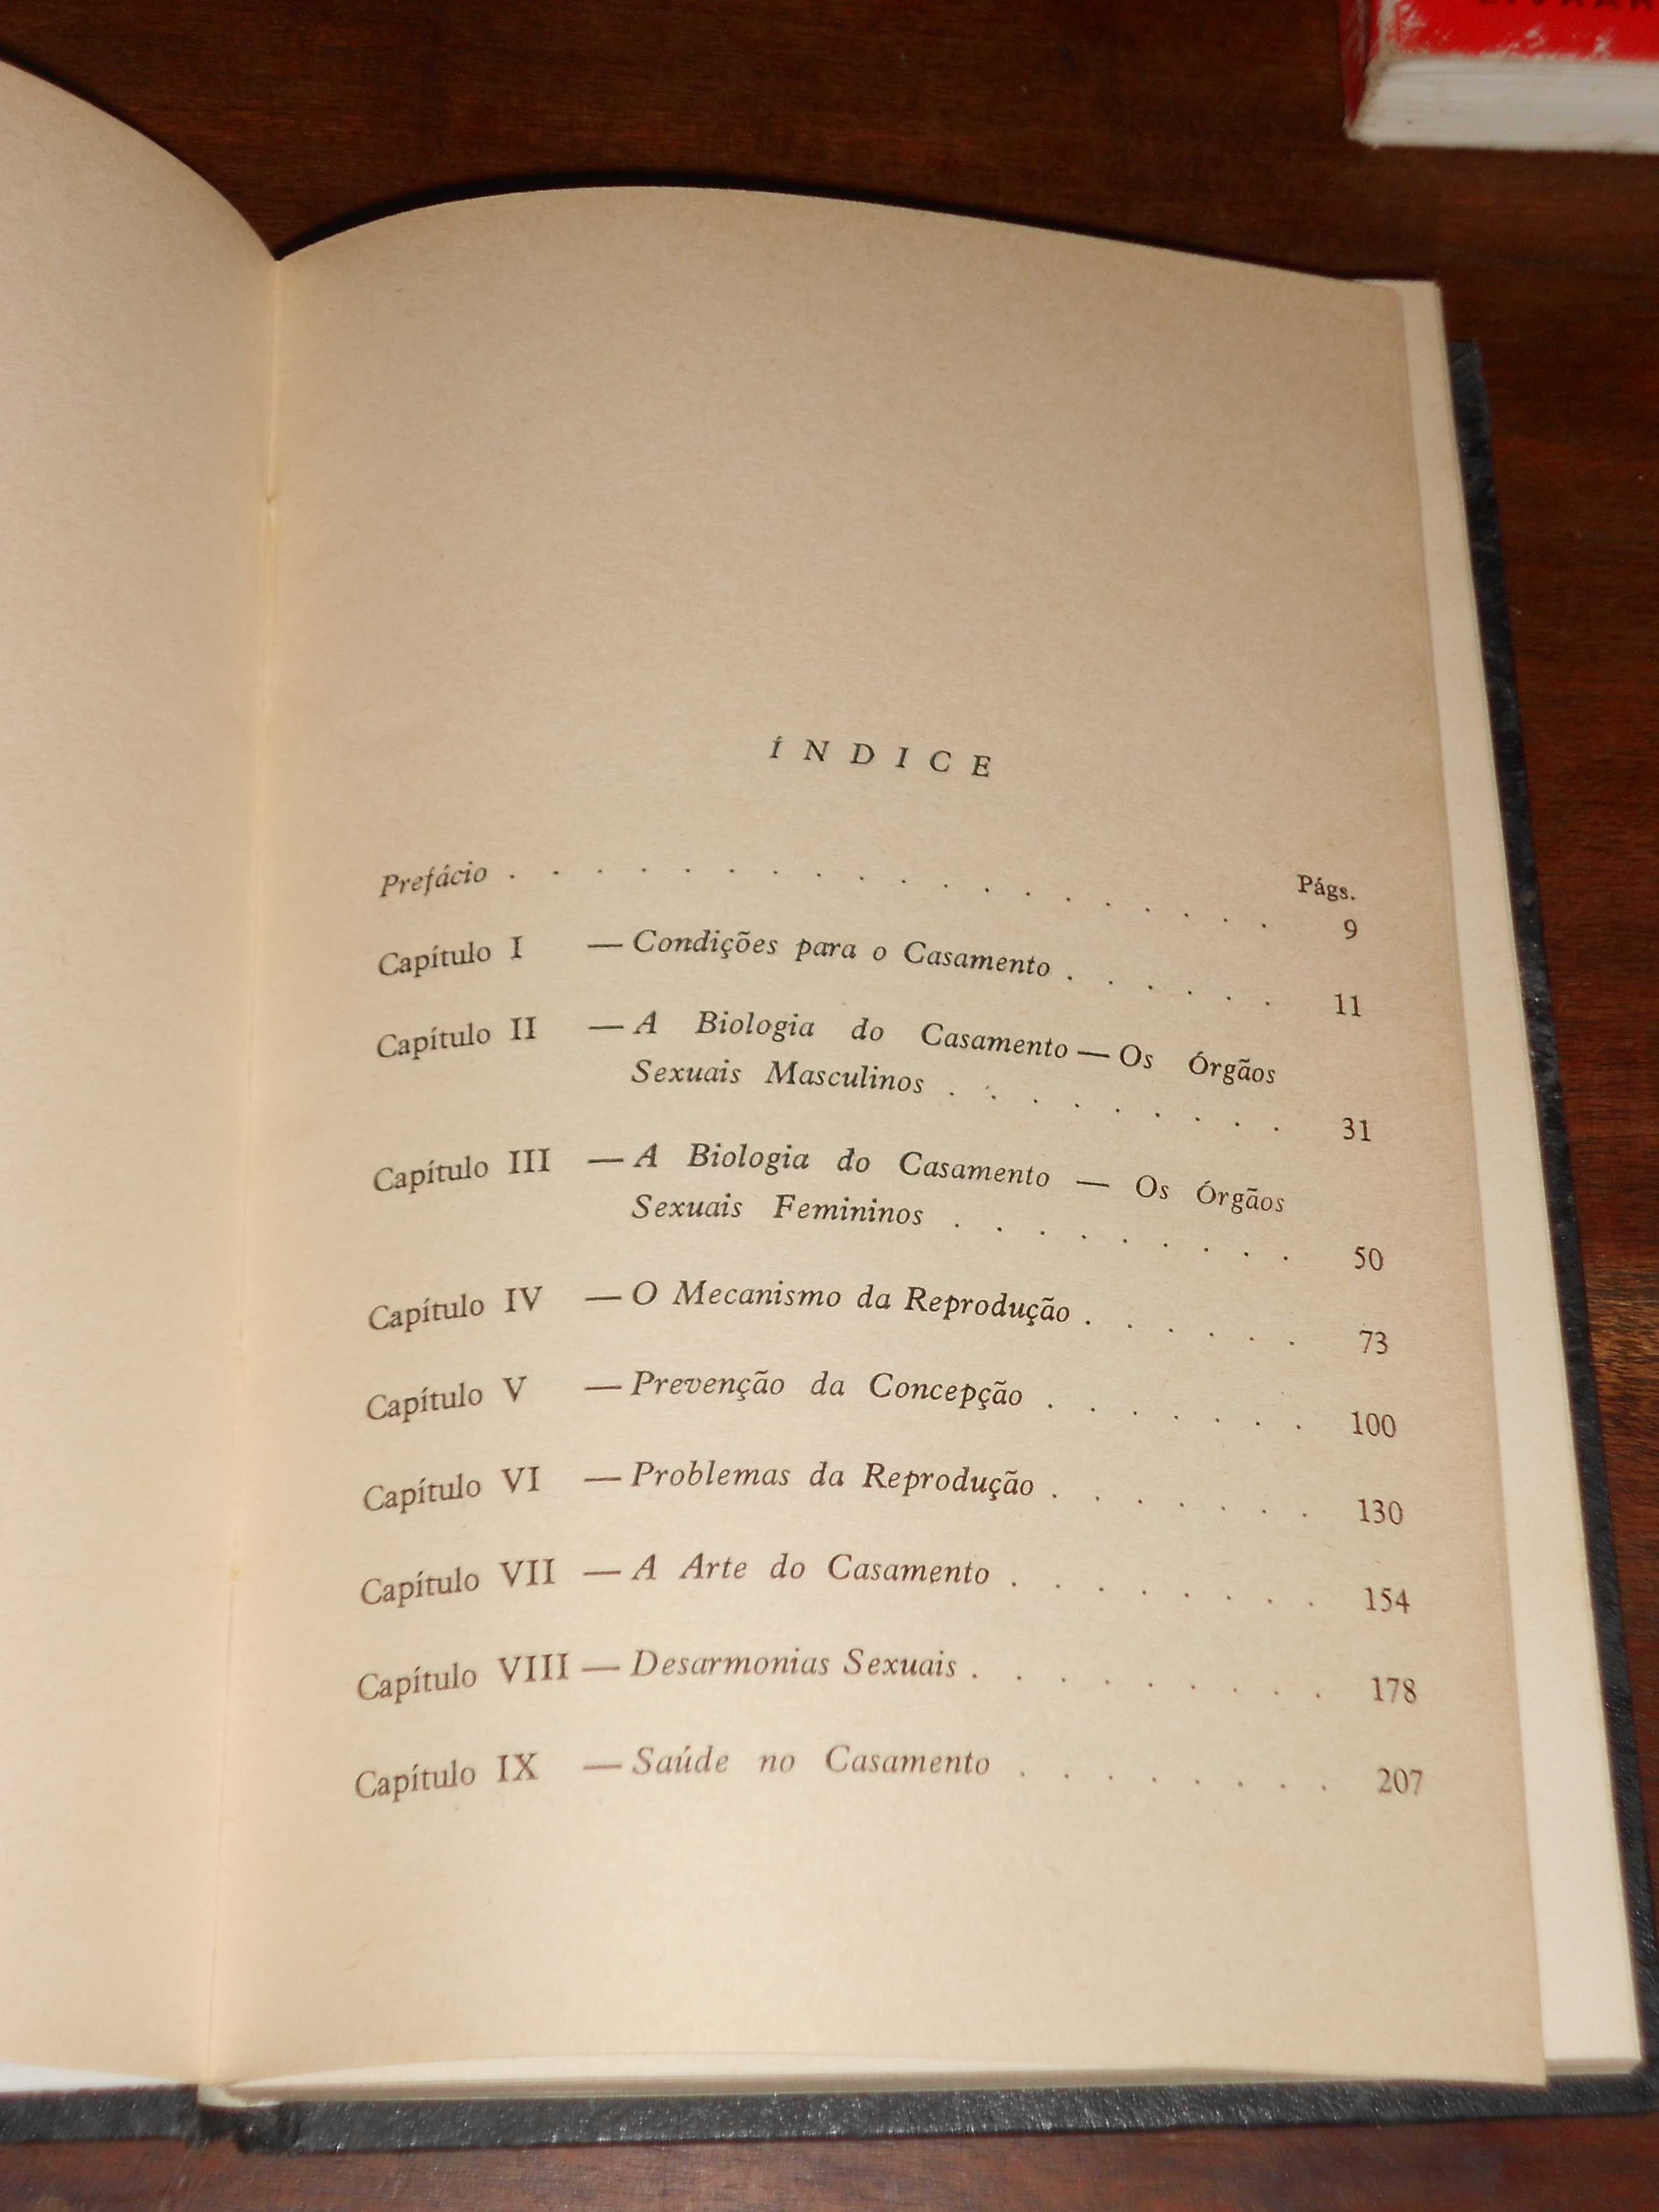 ÍNDICE
Págs.
Prefácio . . . . . . . . . . . . . . . . . . 9
Capítulo I — Condições para o Casamento . . . . . . 11
Capítulo II — A Biologia do Casamento — Os Órgãos
Sexuais Masculinos . . . . . . . . . 31
Capítulo III — A Biologia do Casamento — Os Órgãos
Sexuais Femininos . . . . . . . . . 50
Capítulo IV — O Mecanismo da Reprodução . . . . . . 73
Capítulo V — Prevenção da Concepção . . . . . . . 100
Capítulo VI — Problemas da Reprodução . . . . . . . 130
Capítulo VII — A Arte do Casamento . . . . . . . . 154
Capítulo VIII — Desarmonias Sexuais . . . . . . . . . 178
Capítulo IX — Saúde no Casamento . . . . . . . . 207